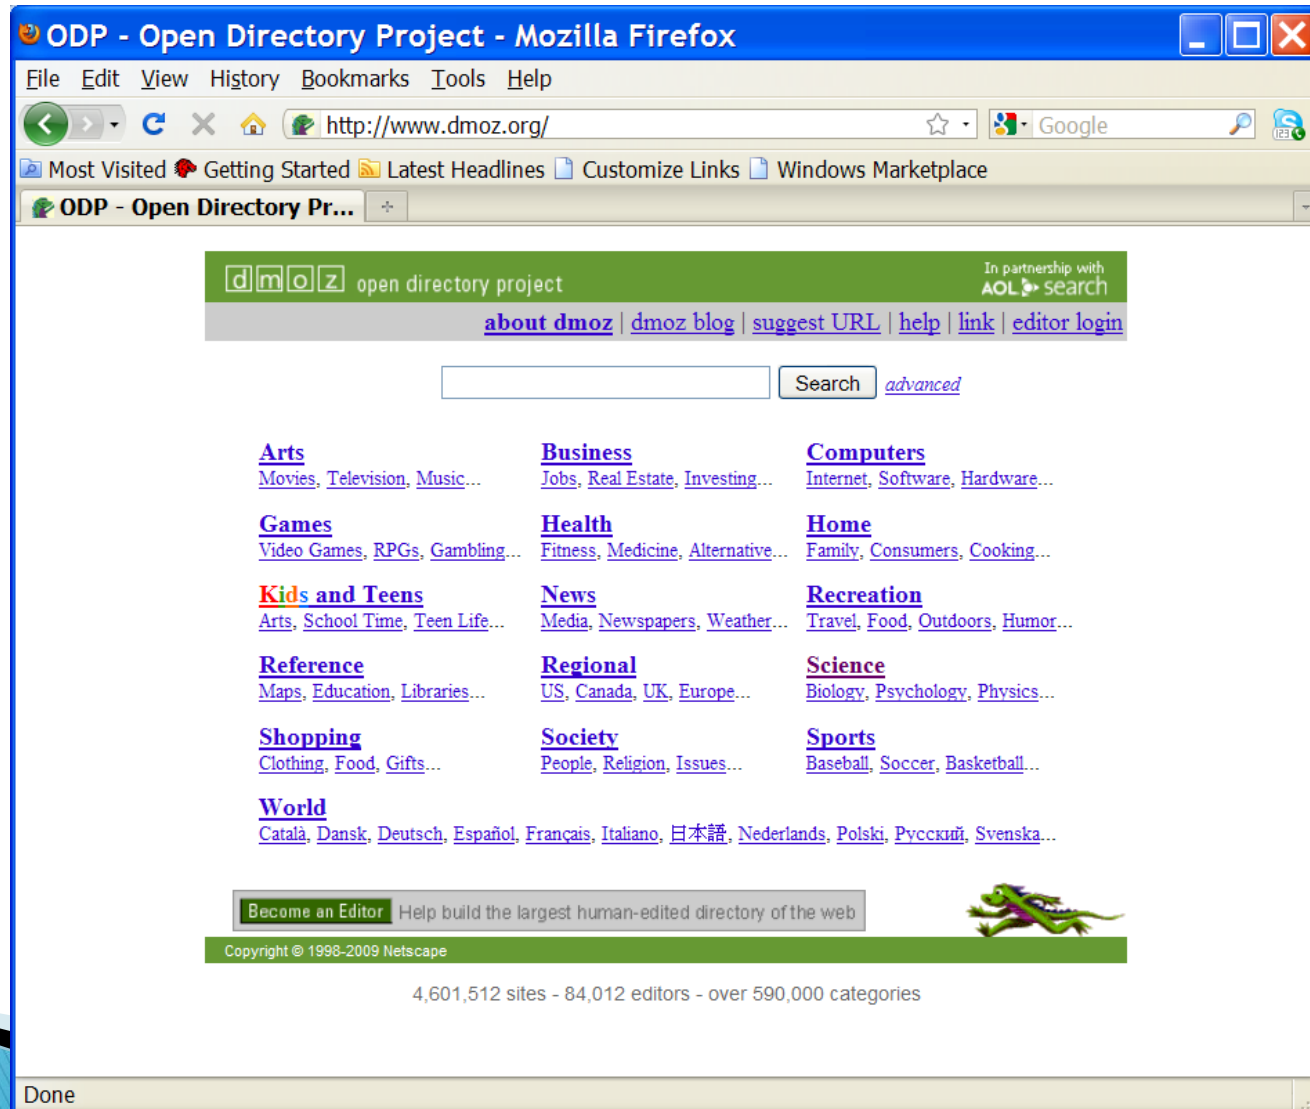 ODP - Open Directory Project - Mozilla Firefox
File Edit View History Bookmarks Tools Help
http://www.dmoz.org/ Google
Most Visited Getting Started Latest Headlines Customize Links Windows Marketplace
ODP - Open Directory Pr...
dmoz open directory project In partnership with
AOL search
about dmoz | dmoz blog | suggest URL | help | link | editor login
Search advanced
Arts Business Computers
Movies, Television, Music... Jobs, Real Estate, Investing... Internet, Software, Hardware...
Games Health Home
Video Games, RPGs, Gambling... Fitness, Medicine, Alternative... Family, Consumers, Cooking...
Kids and Teens News Recreation
Arts, School Time, Teen Life... Media, Newspapers, Weather... Travel, Food, Outdoors, Humor...
Reference Regional Science
Maps, Education, Libraries... US, Canada, UK, Europe... Biology, Psychology, Physics...
Shopping Society Sports
Clothing, Food, Gifts... People, Religion, Issues... Baseball, Soccer, Basketball...
World
Català, Dansk, Deutsch, Español, Français, Italiano, 日本語, Nederlands, Polski, Русский, Svenska...
Become an Editor Help build the largest human-edited directory of the web
Copyright © 1998-2009 Netscape
4,601,512 sites - 84,012 editors - over 590,000 categories
Done